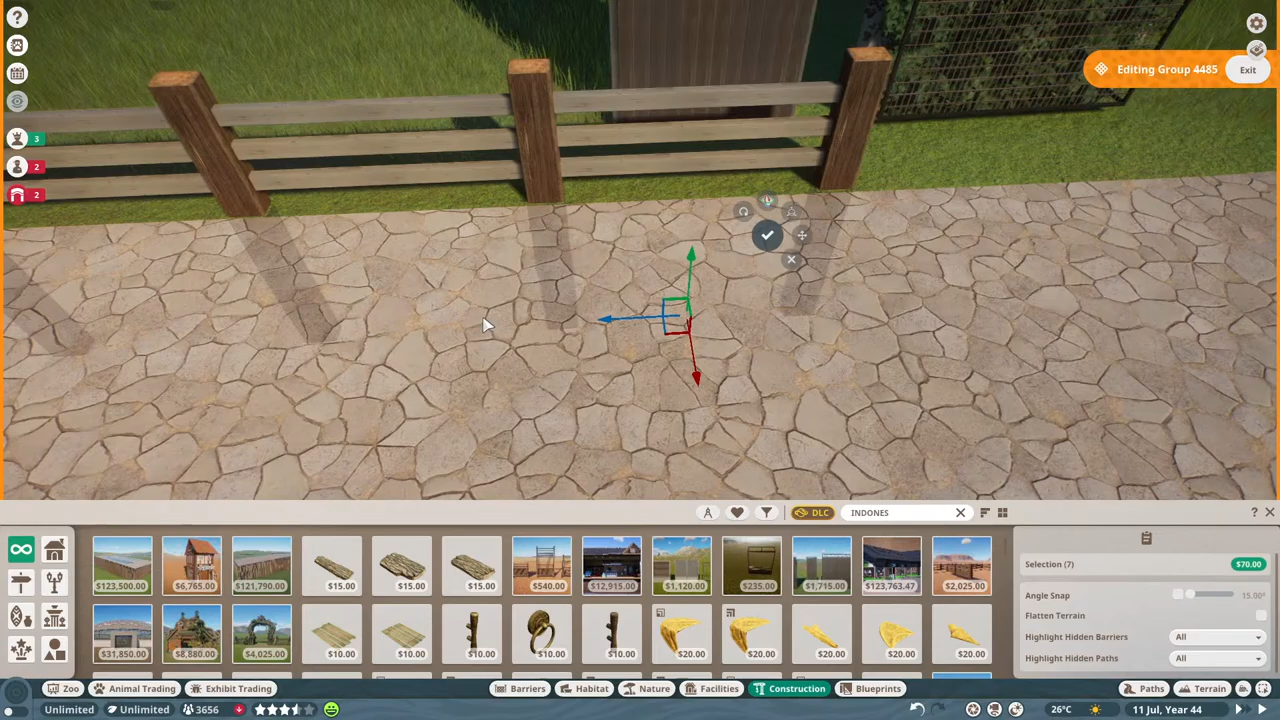 ?
Editing Group 4485
Exit
3
2
2
DLC
INDONES
?
$123,500.00
$6,765.00
$121,790.00
$15.00
$15.00
$15.00
$540.00
$12,915.00
$1,120.00
$235.00
$1,715.00
$123,763.47
$2,025.00
$31,850.00
$8,880.00
$4,025.00
$10.00
$10.00
$10.00
$10.00
$10.00
$20.00
$20.00
$20.00
$20.00
$20.00
Selection (7)
$70.00
Angle Snap
15.00°
Flatten Terrain
Highlight Hidden Barriers
All
Highlight Hidden Paths
All
Zoo
Animal Trading
Exhibit Trading
Barriers
Habitat
Nature
Facilities
Construction
Blueprints
Paths
Terrain
Unlimited
Unlimited
3656
26°C
11 Jul, Year 44